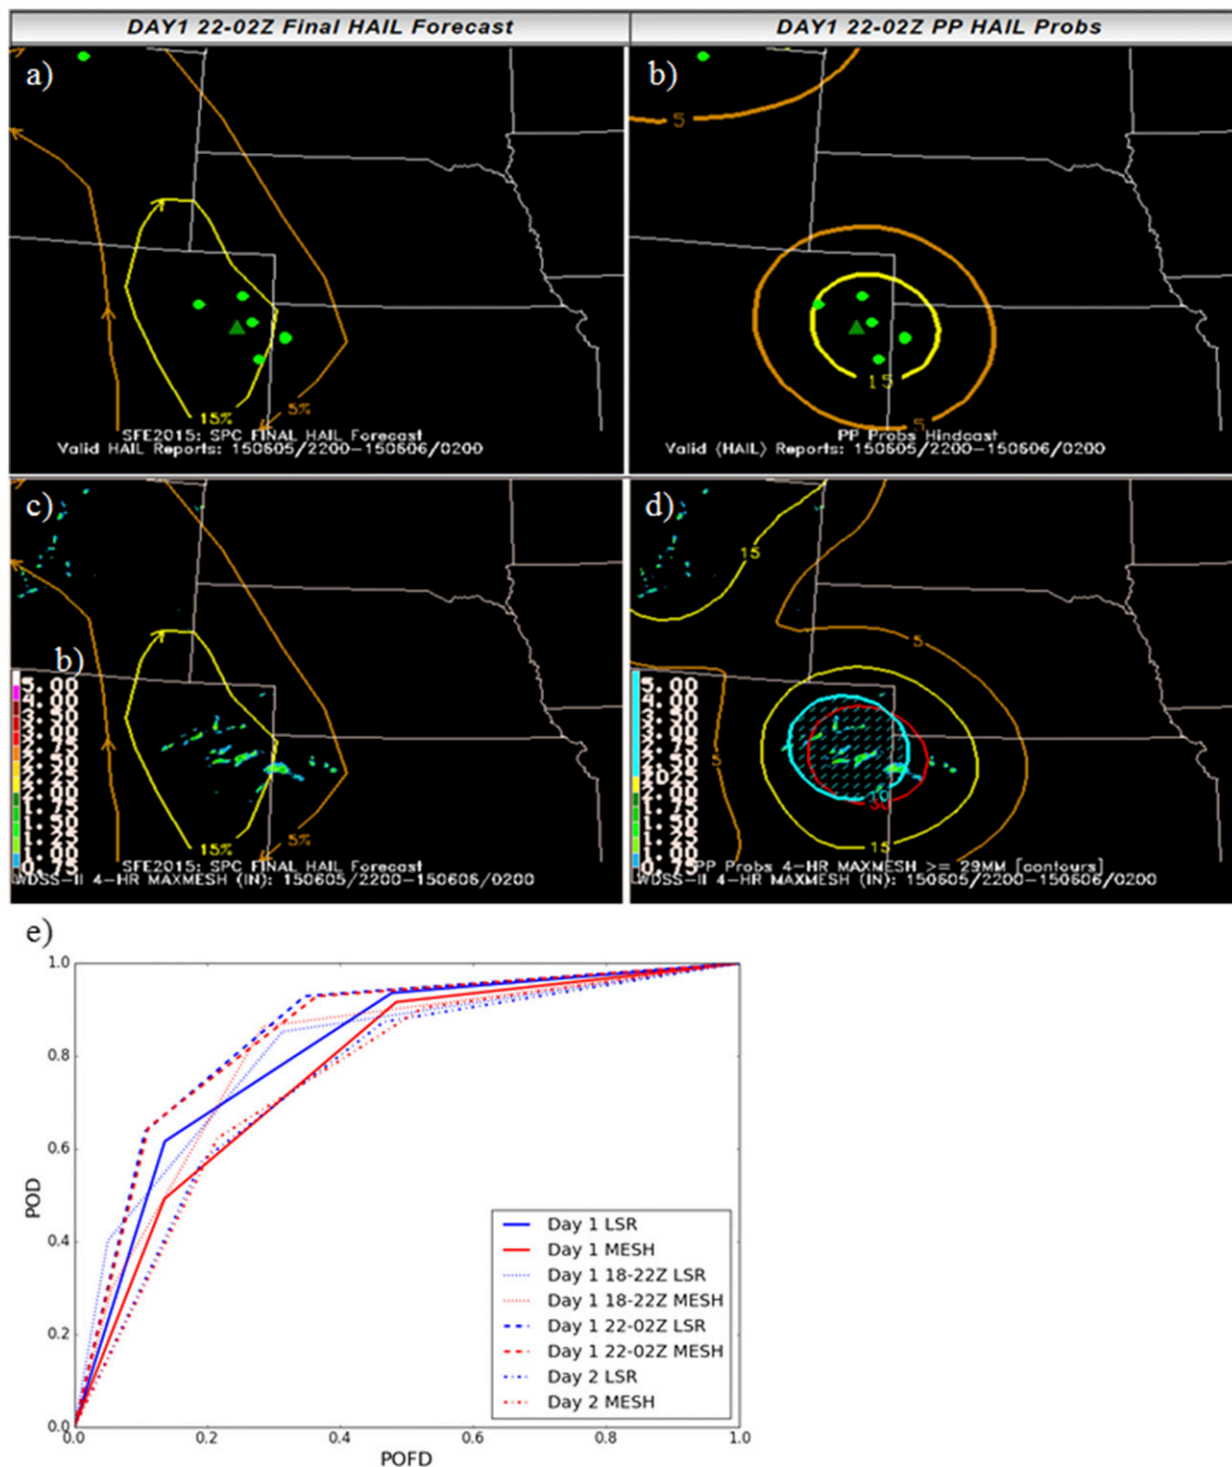 DAY1 22-02Z Final HAIL Forecast
DAY1 22-02Z PP HAIL Probs
a)
15%
5%
SFE2015: SPC FINAL HAIL Forecast
Valid HAIL Reports: 150605/2200-150606/0200
b)
5
15
5
PP Probs Hindcast
Valid (HAIL) Reports: 150605/2200-150606/0200
c)
b)
15%
5%
SFE2015: SPC FINAL HAIL Forecast
WDSS-II 4-HR MAXMESH (IN): 150605/2200-150606/0200
d)
15
5
5
15
PP Probs 4-HR MAXMESH >= 29MM [contours]
WDSS-II 4-HR MAXMESH (IN): 150605/2200-150606/0200
e)
1.0
0.8
0.6
0.4
0.2
0.0
POD
0.0 0.2 0.4 0.6 0.8 1.0
POFD
Day 1 LSR
Day 1 MESH
Day 1 18-22Z LSR
Day 1 18-22Z MESH
Day 1 22-02Z LSR
Day 1 22-02Z MESH
Day 2 LSR
Day 2 MESH